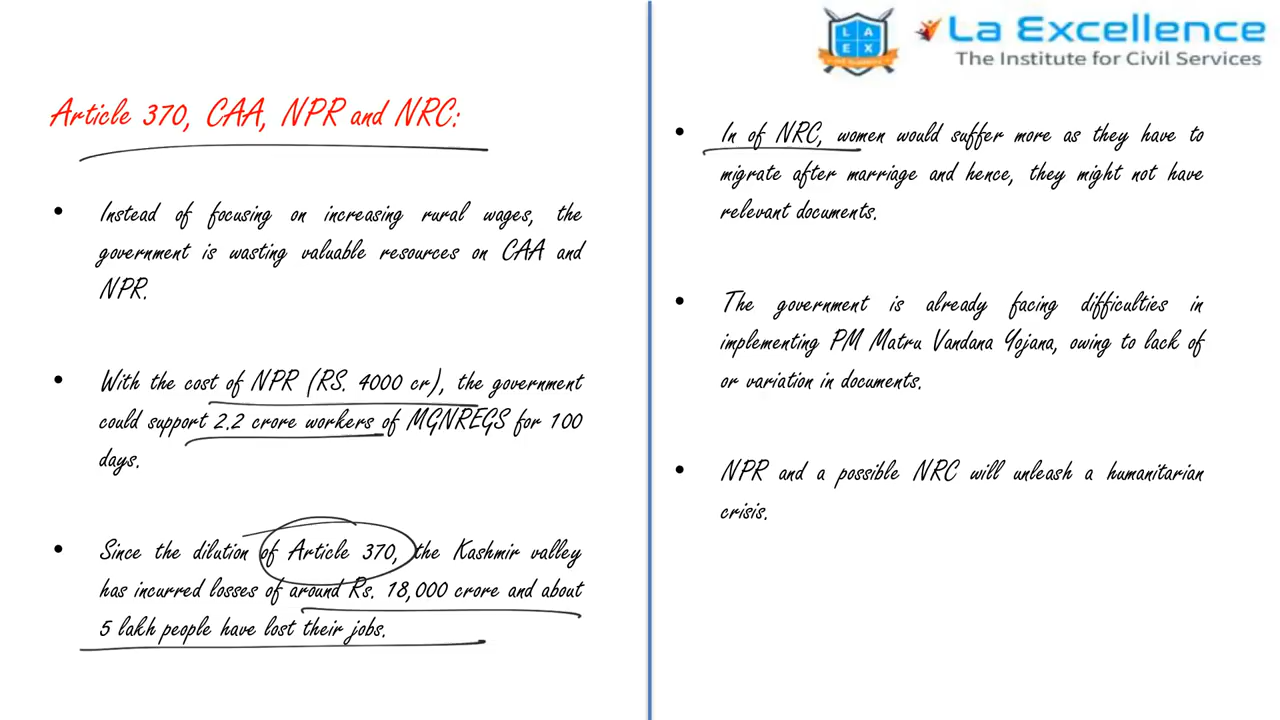 LA
EX
La Excellence
The Institute for Civil Services
Article 370, CAA, NPR and NRC:
• Instead of focusing on increasing rural wages, the
government is wasting valuable resources on CAA and
NPR.
• With the cost of NPR (RS. 4000 cr), the government
could support 2.2 crore workers of MGNREGS for 100
days.
• Since the dilution of Article 370, the Kashmir valley
has incurred losses of around Rs. 18,000 crore and about
5 lakh people have lost their jobs.
• In of NRC, women would suffer more as they have to
migrate after marriage and hence, they might not have
relevant documents.
• The government is already facing difficulties in
implementing PM Matru Vandana Yojana, owing to lack of
or variation in documents.
• NPR and a possible NRC will unleash a humanitarian
crisis.